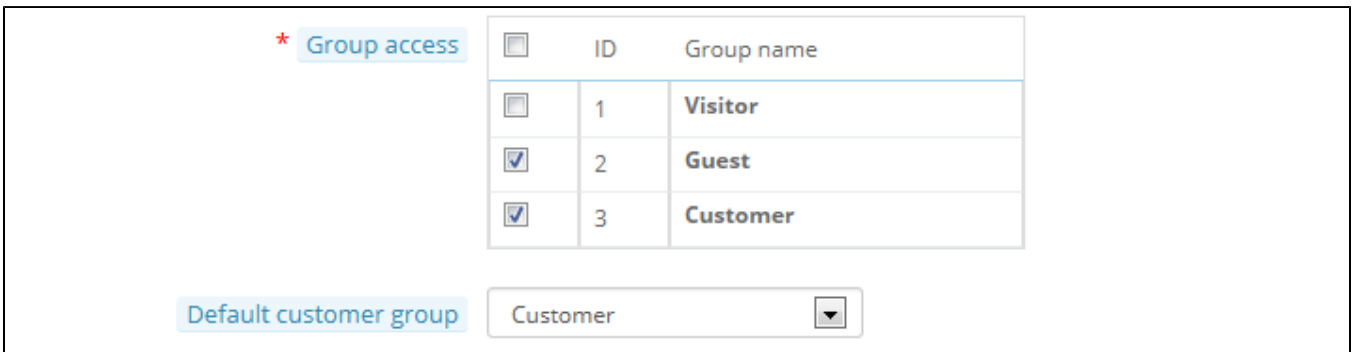 * Group access
ID Group name
1 Visitor
2 Guest
3 Customer
Default customer group Customer